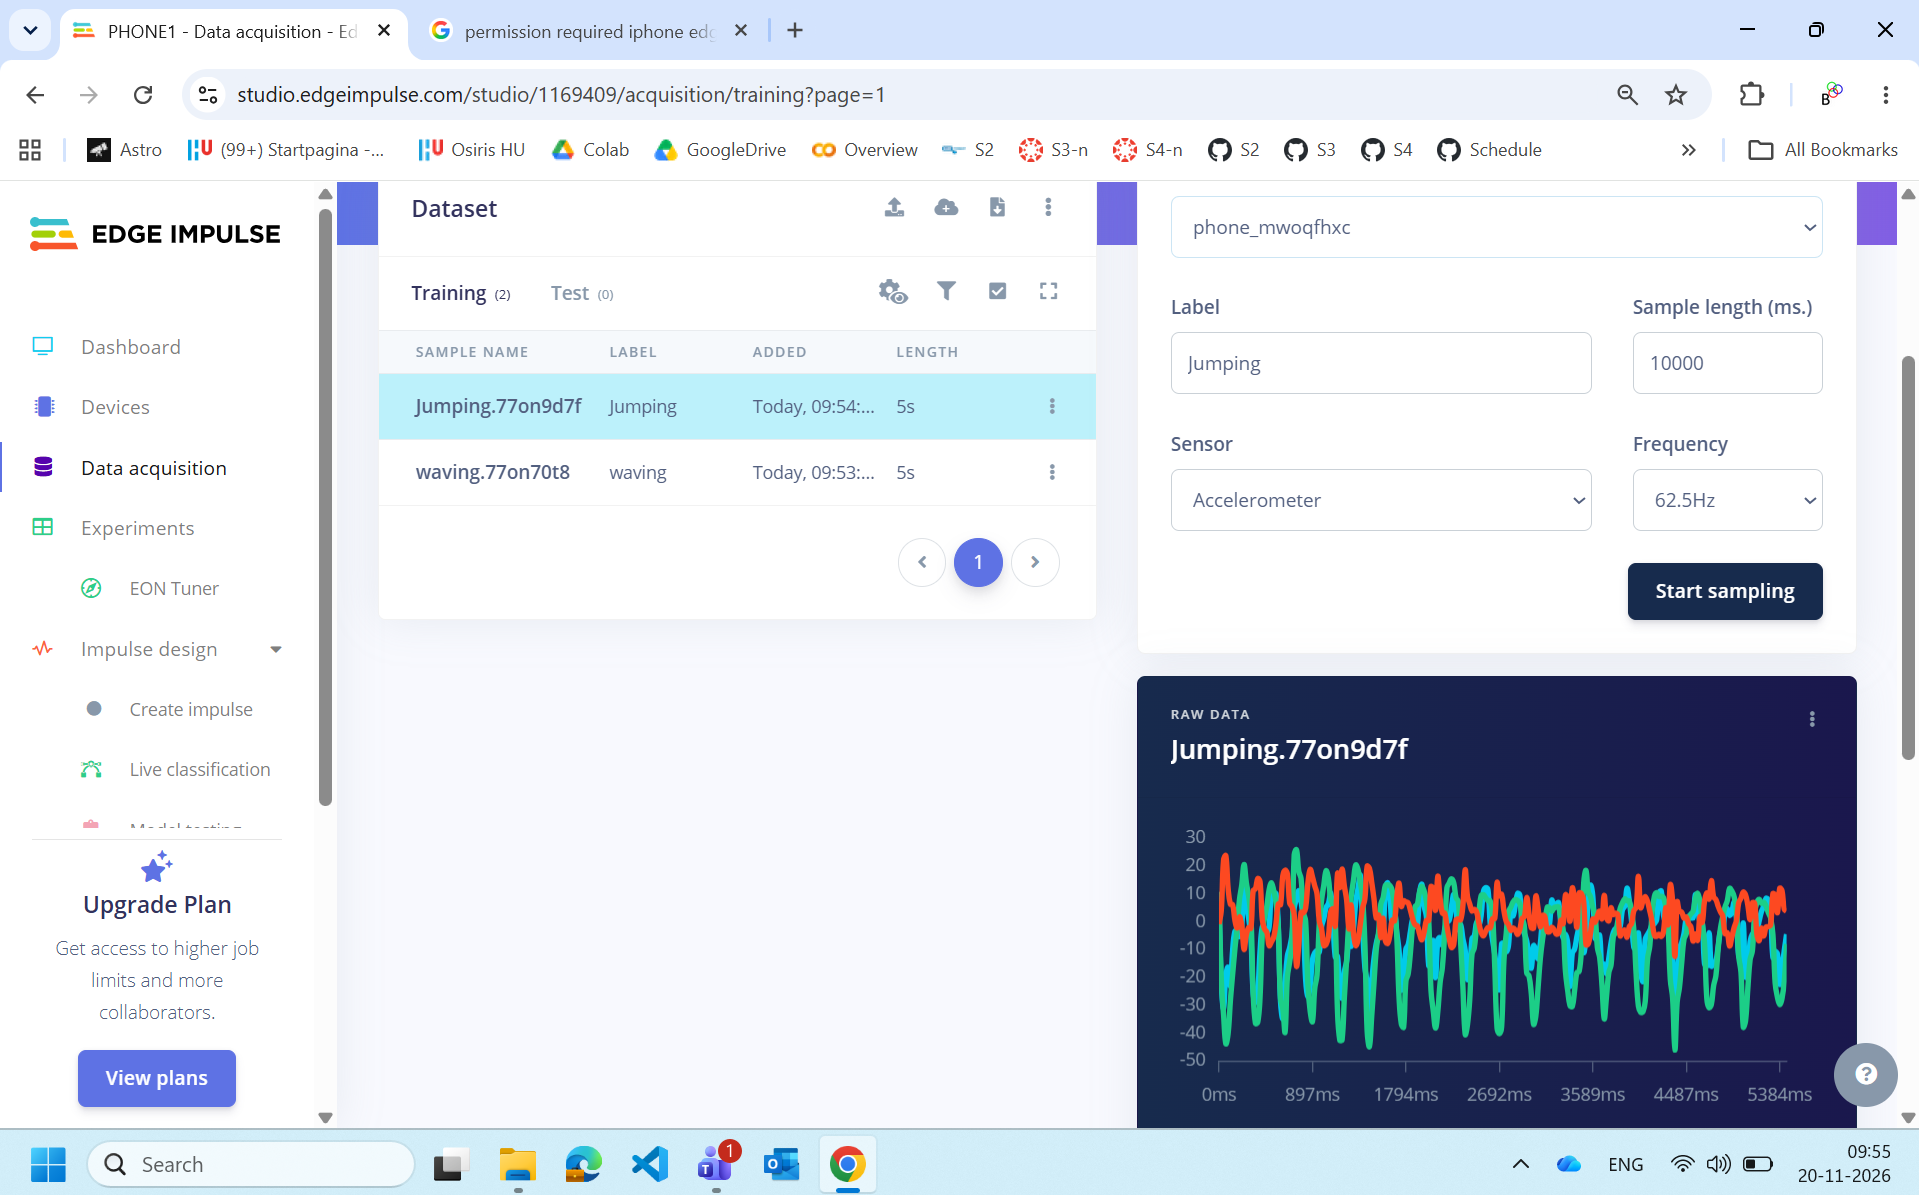 PHONE1 - Data acquisition - Ed
permission required iphone edg
studio.edgeimpulse.com/studio/1169409/acquisition/training?page=1
Astro
(99+) Startpagina -...
Osiris HU
Colab
GoogleDrive
Overview
S2
S3-n
S4-n
S2
S3
S4
Schedule
All Bookmarks
EDGE IMPULSE
Dashboard
Devices
Data acquisition
Experiments
EON Tuner
Impulse design
Create impulse
Live classification
Model testing
Upgrade Plan
Get access to higher job
limits and more
collaborators.
View plans
Dataset
Training (2)
Test (0)
SAMPLE NAME LABEL ADDED LENGTH
Jumping.77on9d7f Jumping Today, 09:54:... 5s
waving.77on70t8 waving Today, 09:53:... 5s
1
phone_mwoqfhxc
Label
Sample length (ms.)
Jumping
10000
Sensor
Frequency
Accelerometer
62.5Hz
Start sampling
RAW DATA
Jumping.77on9d7f
30
20
10
0
-10
-20
-30
-40
-50
0ms 897ms 1794ms 2692ms 3589ms 4487ms 5384ms
Search
1
ENG
09:55
20-11-2026